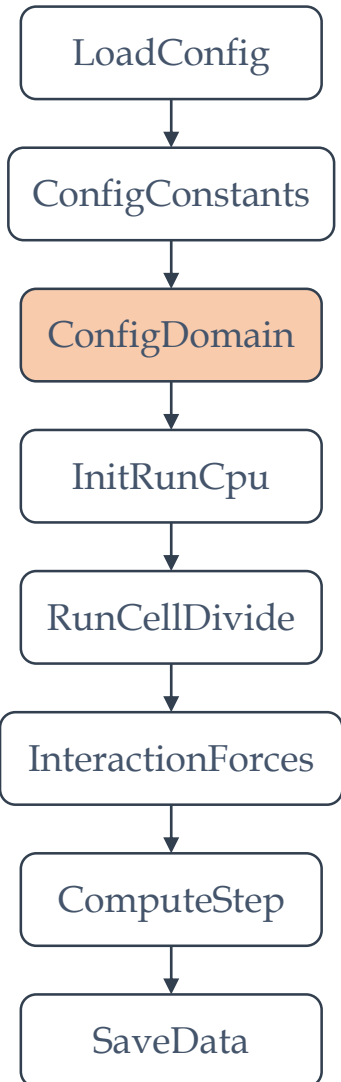 LoadConfig
ConfigConstants
ConfigDomain
InitRunCpu
RunCellDivide
InteractionForces
ComputeStep
SaveData